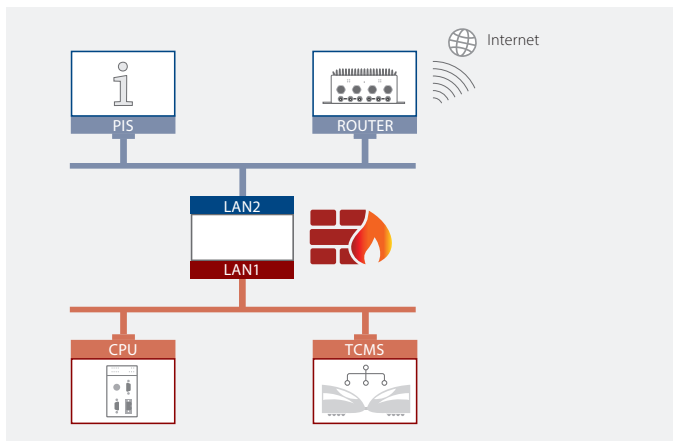 Internet
PIS
ROUTER
LAN2
LAN1
CPU
TCMS